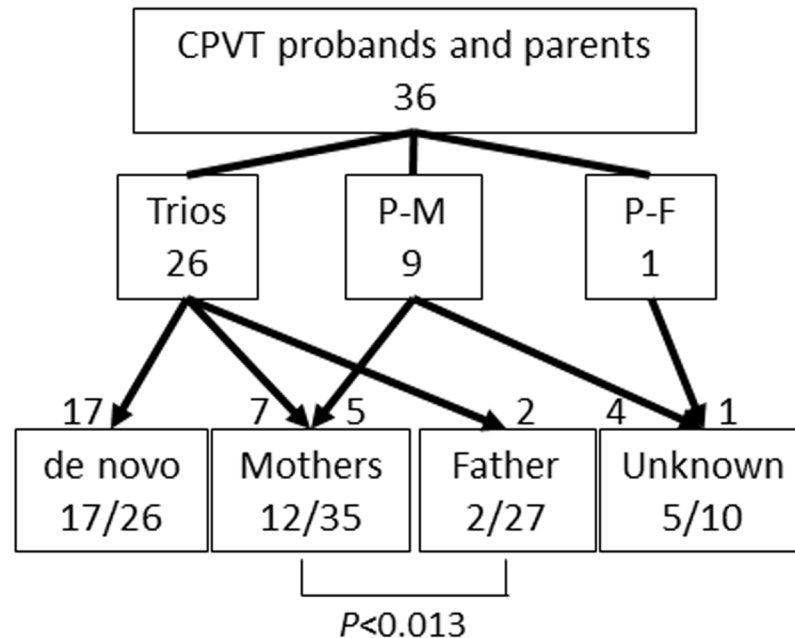 CPVT probands and parents
36
Trios
26
P-M
9
P-F
1
17
7
5
2
4
1
de novo
17/26
Mothers
12/35
Father
2/27
Unknown
5/10
P<0.013